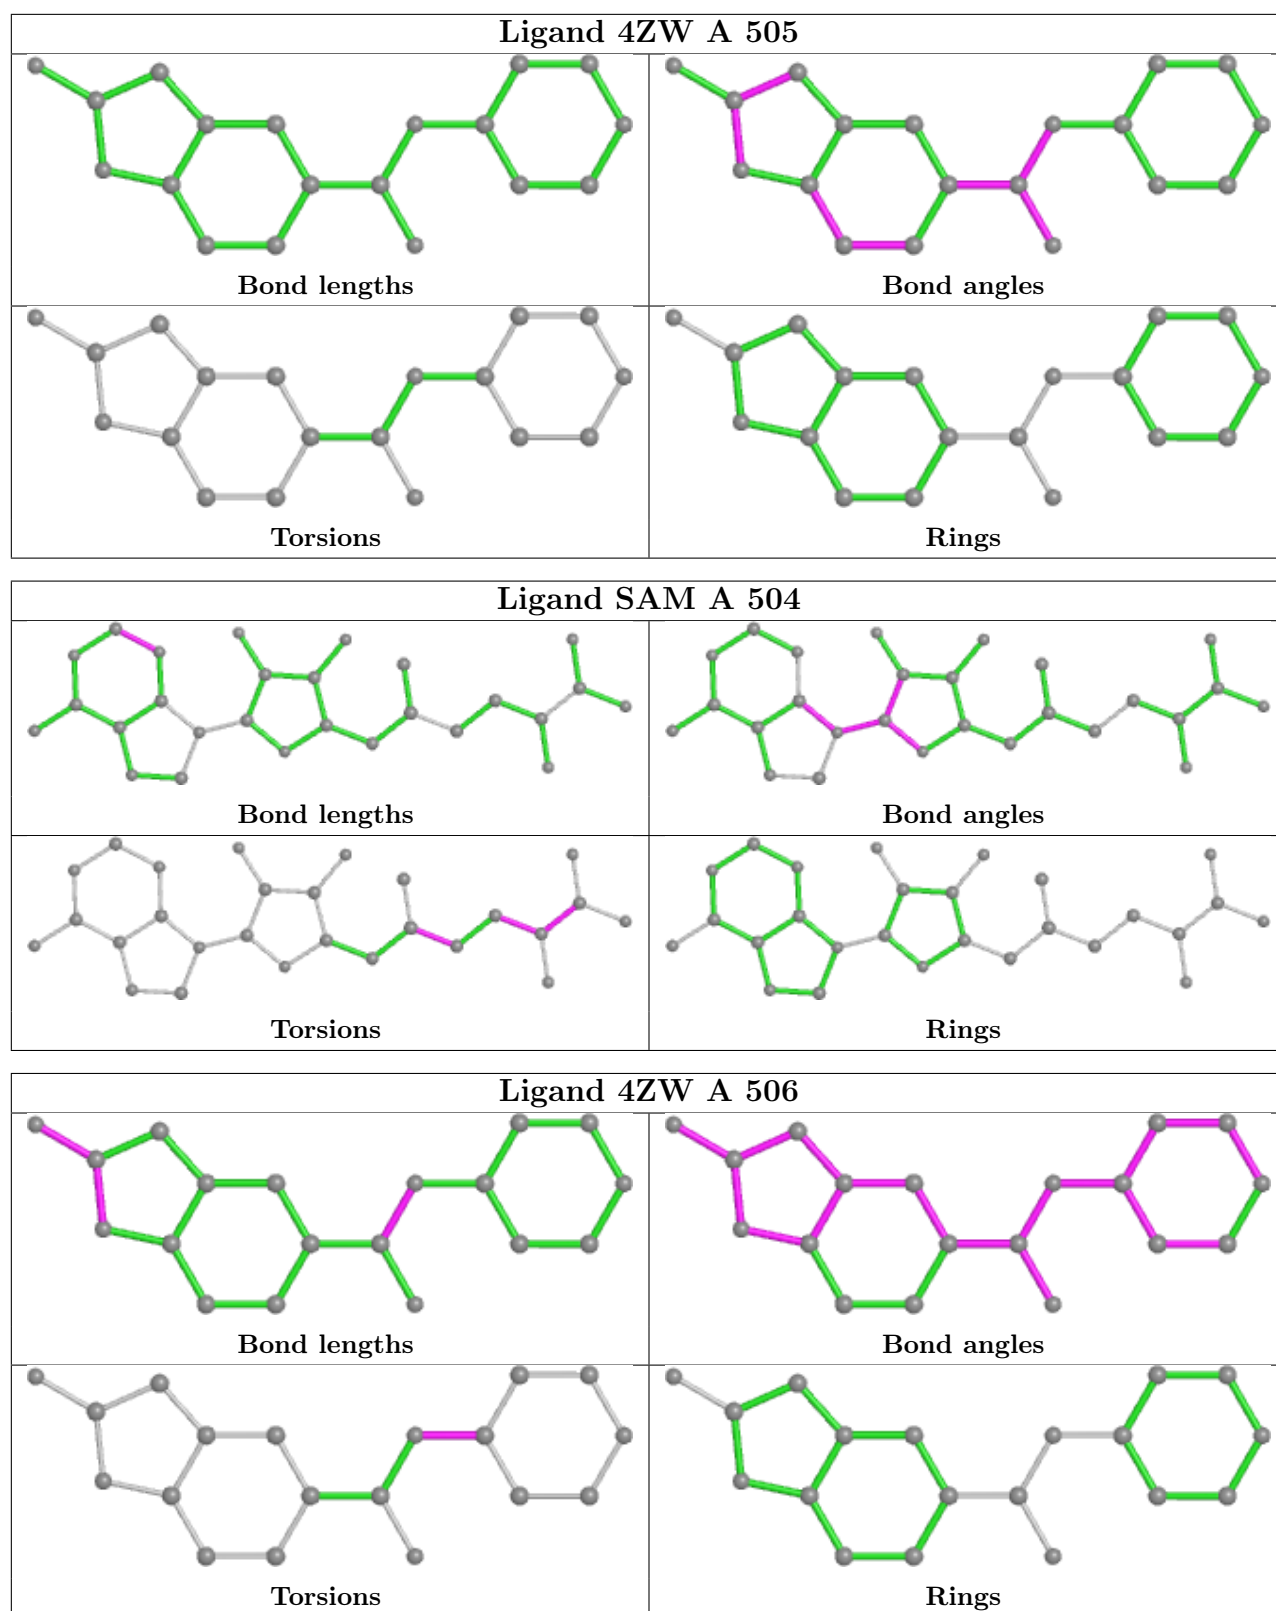 Ligand 4ZW A 505
Bond lengths
Bond angles
Torsions
Rings
Ligand SAM A 504
Bond lengths
Bond angles
Torsions
Rings
Ligand 4ZW A 506
Bond lengths
Bond angles
Torsions
Rings